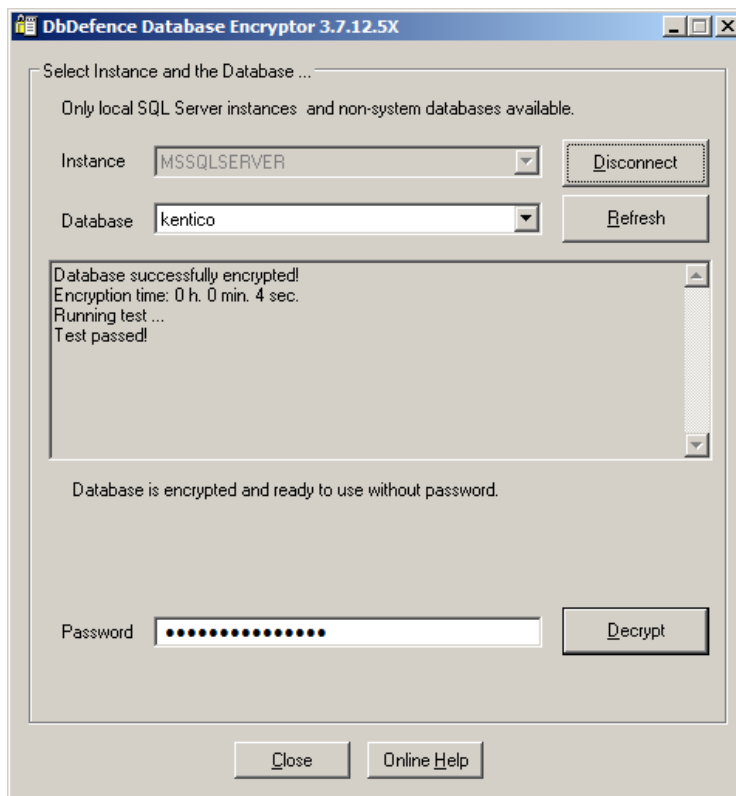 DbDefence Database Encryptor 3.7.12.5X
Select Instance and the Database ...
Only local SQL Server instances and non-system databases available.
Instance MSSQLSERVER Disconnect
Database kentico Refresh
Database successfully encrypted!
Encryption time: 0 h. 0 min. 4 sec.
Running test ...
Test passed!
Database is encrypted and ready to use without password.
Password ●●●●●●●●●●●●●●● Decrypt
Close Online Help